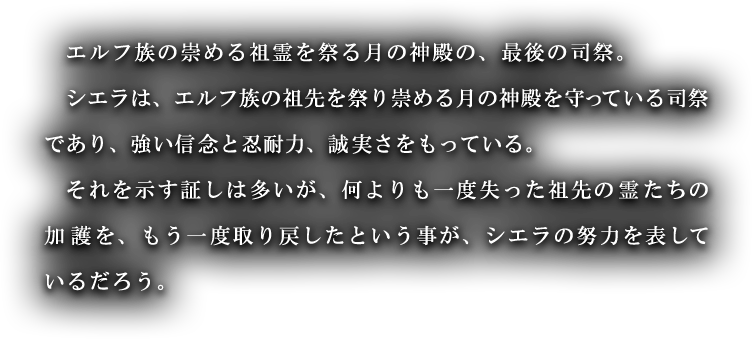 エルフ族の崇める祖霊を祭る月の神殿の、最後の司祭。
シエラは、エルフ族の祖先を祭り崇める月の神殿を守っている司祭
であり、強い信念と忍耐力、誠実さをもっている。
それを示す証しは多いが、何よりも一度失った祖先の霊たちの
加護を、もう一度取り戻したという事が、シエラの努力を表して
いるだろう。